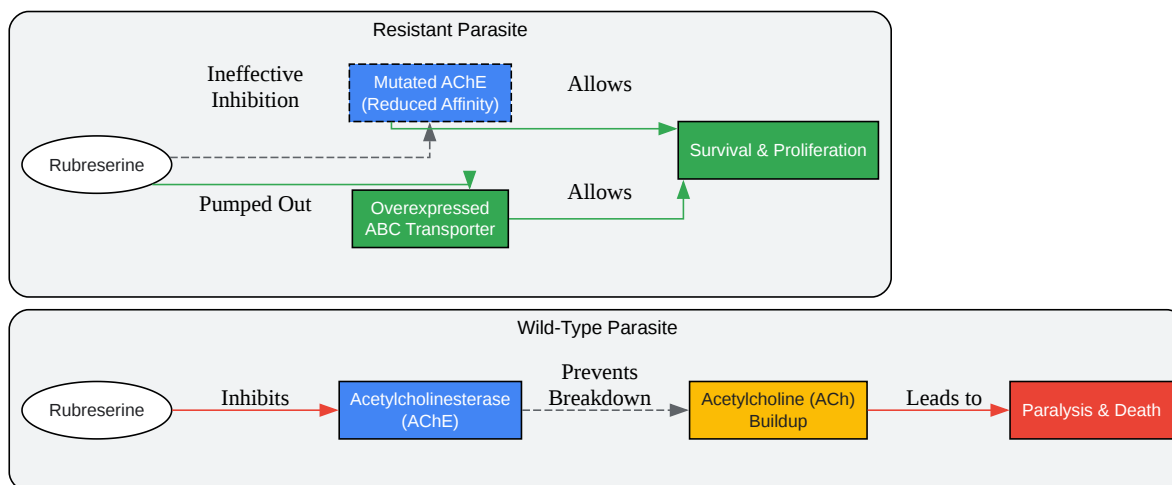 Resistant Parasite
Ineffective
Inhibition
Mutated AChE
(Reduced Affinity)
Allows
Rubreserine
Survival & Proliferation
Pumped Out
Overexpressed
ABC Transporter
Allows
Wild-Type Parasite
Rubreserine
Inhibits
Acetylcholinesterase
(AChE)
Prevents
Breakdown
Acetylcholine (ACh)
Buildup
Leads to
Paralysis & Death